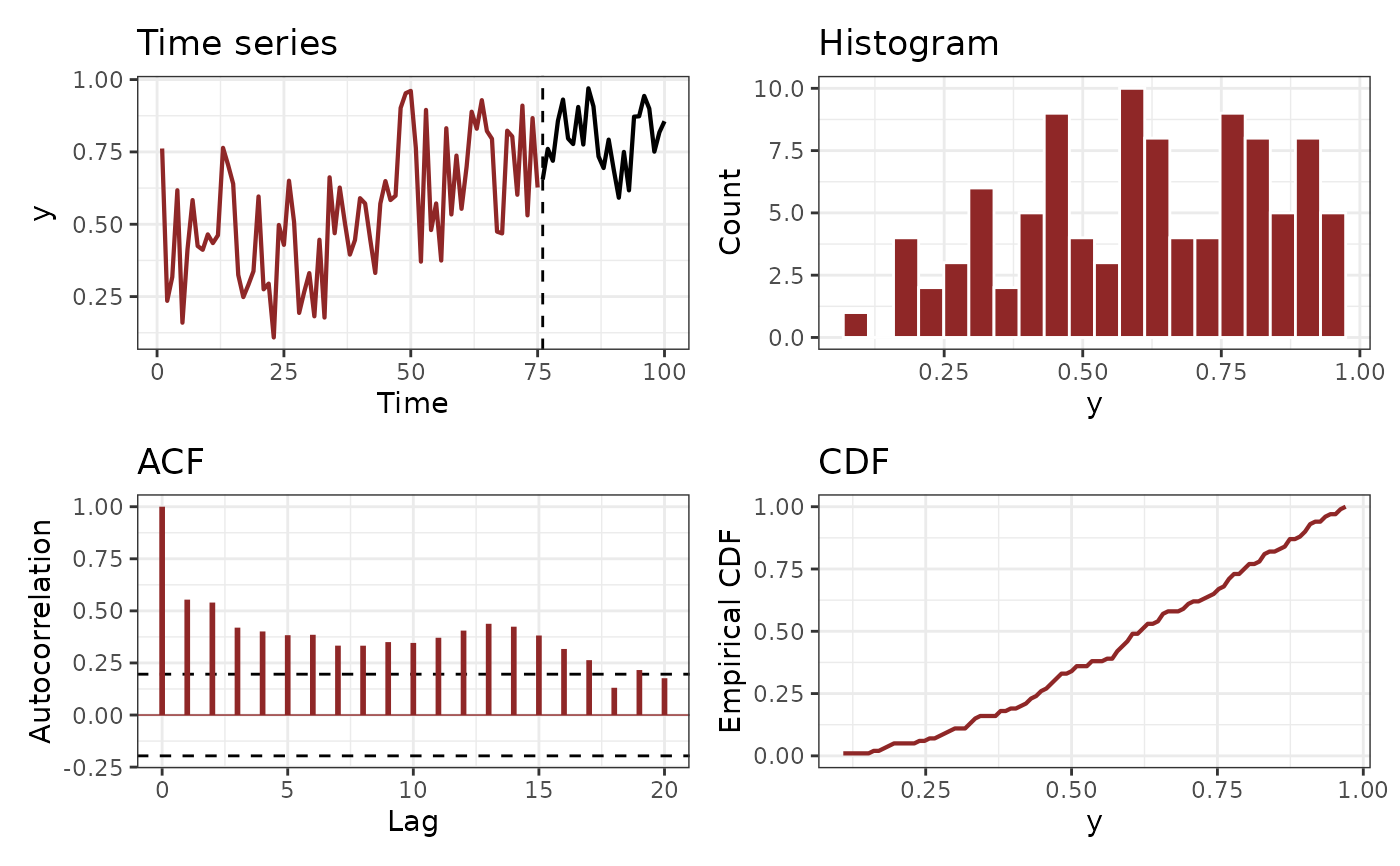 Time series
1.00
0.75
0.50
0.25
y
0 25 50 75 100
Time
Histogram
10.0
7.5
5.0
2.5
0.0
Count
0.25 0.50 0.75 1.00
y
ACF
1.00
0.75
0.50
0.25
0.00
-0.25
Autocorrelation
0 5 10 15 20
Lag
CDF
1.00
0.75
0.50
0.25
0.00
Empirical CDF
0.25 0.50 0.75 1.00
y